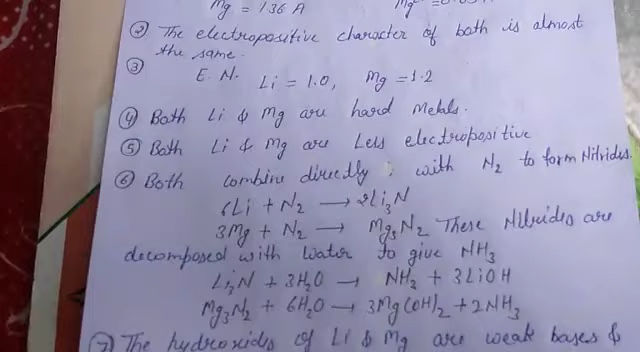 Mg = 1.36 A Mg
② The electropositive character of both is almost
the same.
③ E. N. Li = 1.0, Mg = 1.2
④ Both Li & Mg are hard Metals.
⑤ Both Li & Mg are Less electropositive
⑥ Both combine directly with N₂ to form Nitrides.
6Li + N₂ → 2Li₃N
3Mg + N₂ → Mg₃N₂ These Nitrides are
decomposed with water to give NH₃
Li₃N + 3H₂O → NH₃ + 3LiOH
Mg₃N₂ + 6H₂O → 3Mg(OH)₂ + 2NH₃
⑦ The hydroxides of Li & Mg are weak bases &